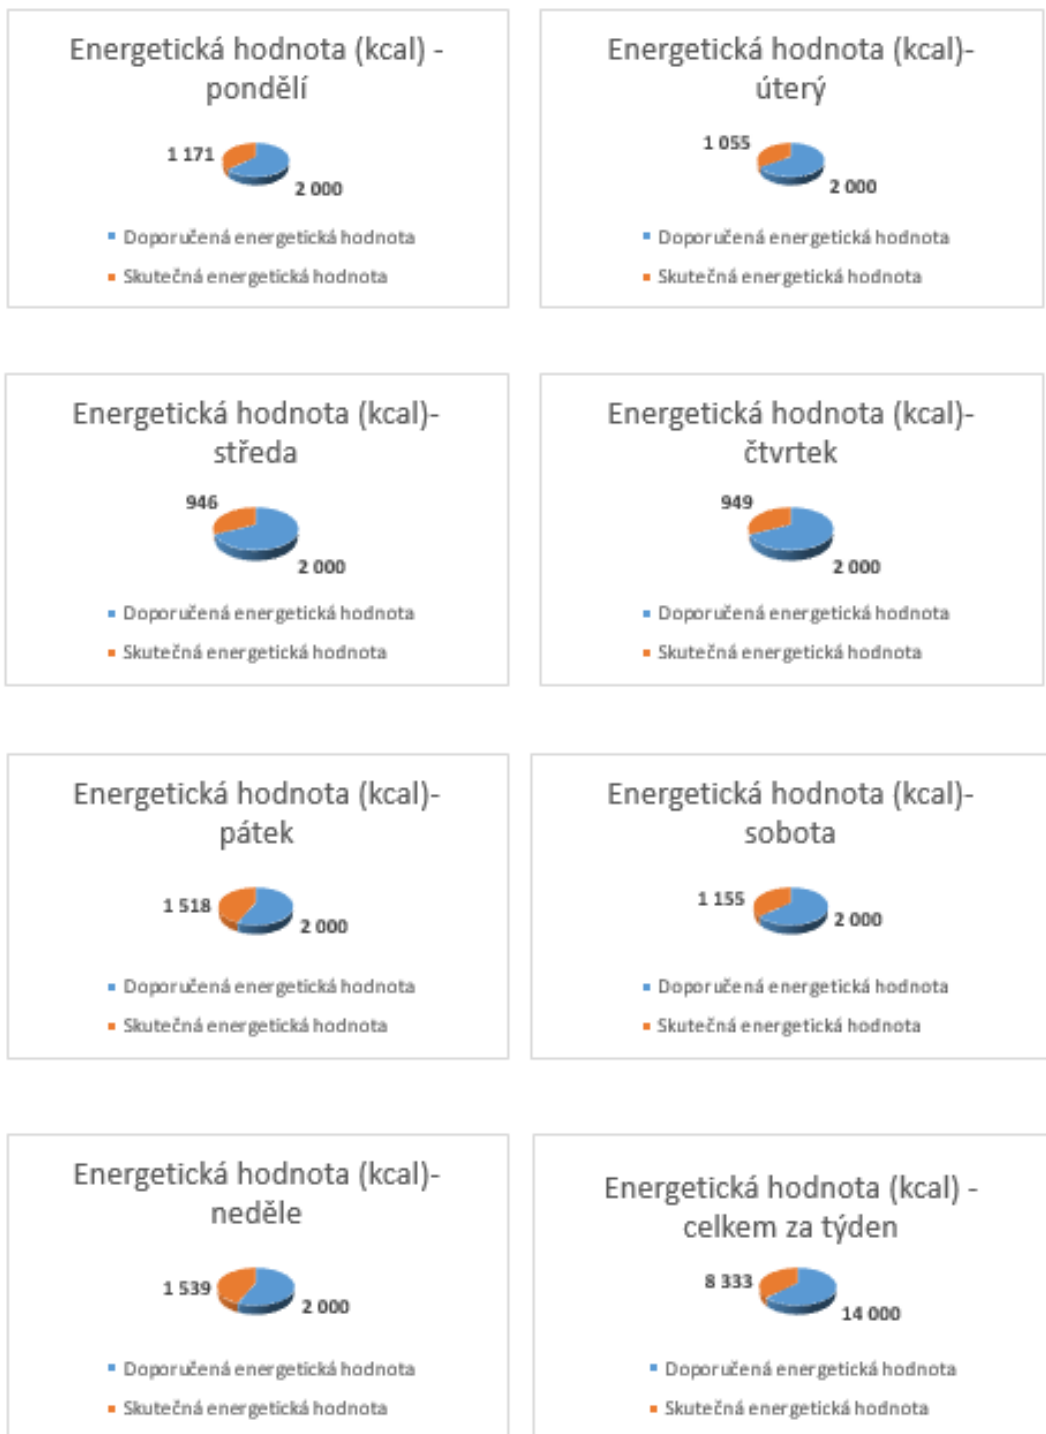 Energetická hodnota (kcal) -
pondělí
1 171
2 000
Doporučená energetická hodnota
Skutečná energetická hodnota
Energetická hodnota (kcal)-
úterý
1 055
2 000
Doporučená energetická hodnota
Skutečná energetická hodnota
Energetická hodnota (kcal)-
středa
946
2 000
Doporučená energetická hodnota
Skutečná energetická hodnota
Energetická hodnota (kcal)-
čtvrtek
949
2 000
Doporučená energetická hodnota
Skutečná energetická hodnota
Energetická hodnota (kcal)-
pátek
1 518
2 000
Doporučená energetická hodnota
Skutečná energetická hodnota
Energetická hodnota (kcal)-
sobota
1 155
2 000
Doporučená energetická hodnota
Skutečná energetická hodnota
Energetická hodnota (kcal)-
neděle
1 539
2 000
Doporučená energetická hodnota
Skutečná energetická hodnota
Energetická hodnota (kcal) -
celkem za týden
8 333
14 000
Doporučená energetická hodnota
Skutečná energetická hodnota